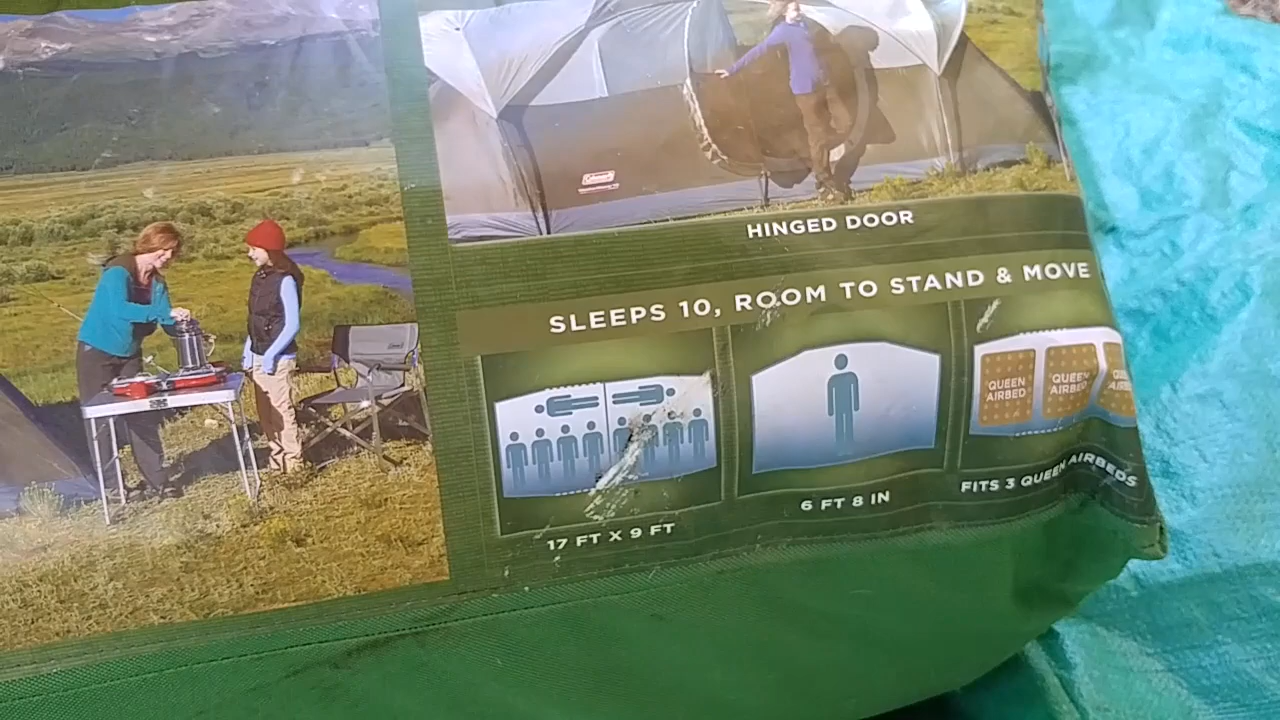 Coleman
HINGED DOOR
SLEEPS 10, ROOM TO STAND & MOVE
QUEEN
AIRBED
QUEEN
AIRBED
17 FT X 9 FT
6 FT 8 IN
FITS 3 QUEEN AIRBEDS